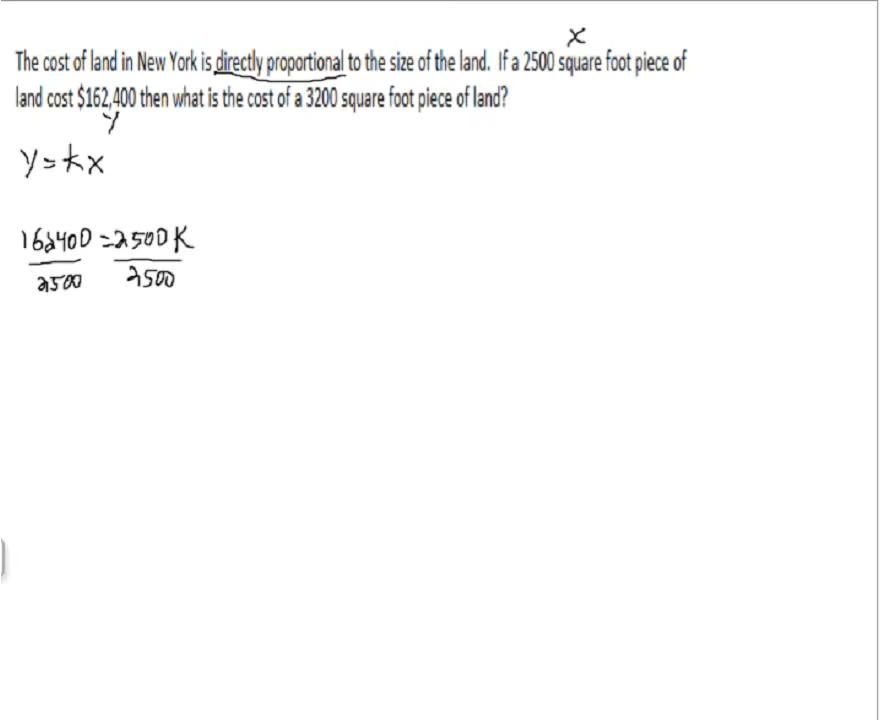 x
The cost of land in New York is directly proportional to the size of the land. If a 2500 square foot piece of
land cost $162,400 then what is the cost of a 3200 square foot piece of land?
y
y=kx
162400=2500K
2500 2500